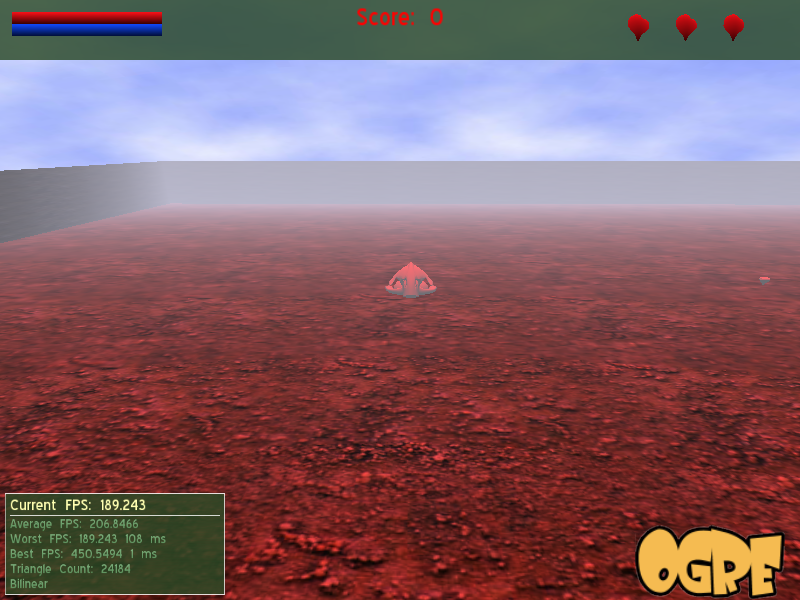 Score: 0
Current FPS: 189.243
Average FPS: 206.8466
Worst FPS: 189.243 108 ms
Best FPS: 450.5494 1 ms
Triangle Count: 24184
Bilinear
OGRE